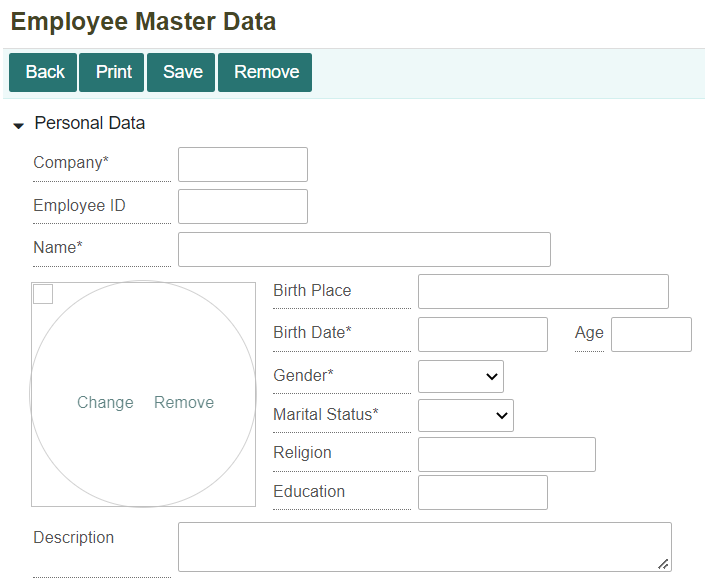 Employee Master Data
Back Print Save Remove
Personal Data
Company*
Employee ID
Name*
Birth Place
Birth Date* Age
Gender*
Change Remove
Marital Status*
Religion
Education
Description